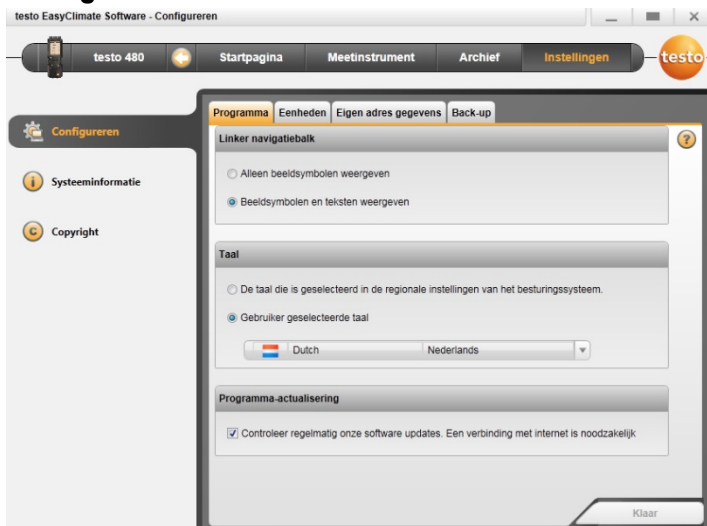 testo EasyClimate Software - Configureren
testo 480
Startpagina
Meetinstrument
Archief
Instellingen
testo
Programma
Eenheden
Eigen adres gegevens
Back-up
Configureren
Linker navigatiebalk
?
Alleen beeldsymbolen weergeven
i
Systeeminformatie
Beeldsymbolen en teksten weergeven
C
Copyright
Taal
De taal die is geselecteerd in de regionale instellingen van het besturingssysteem.
Gebruiker geselecteerde taal
Dutch
Nederlands
Programma-actualisering
Controleer regelmatig onze software updates. Een verbinding met internet is noodzakelijk
Klaar